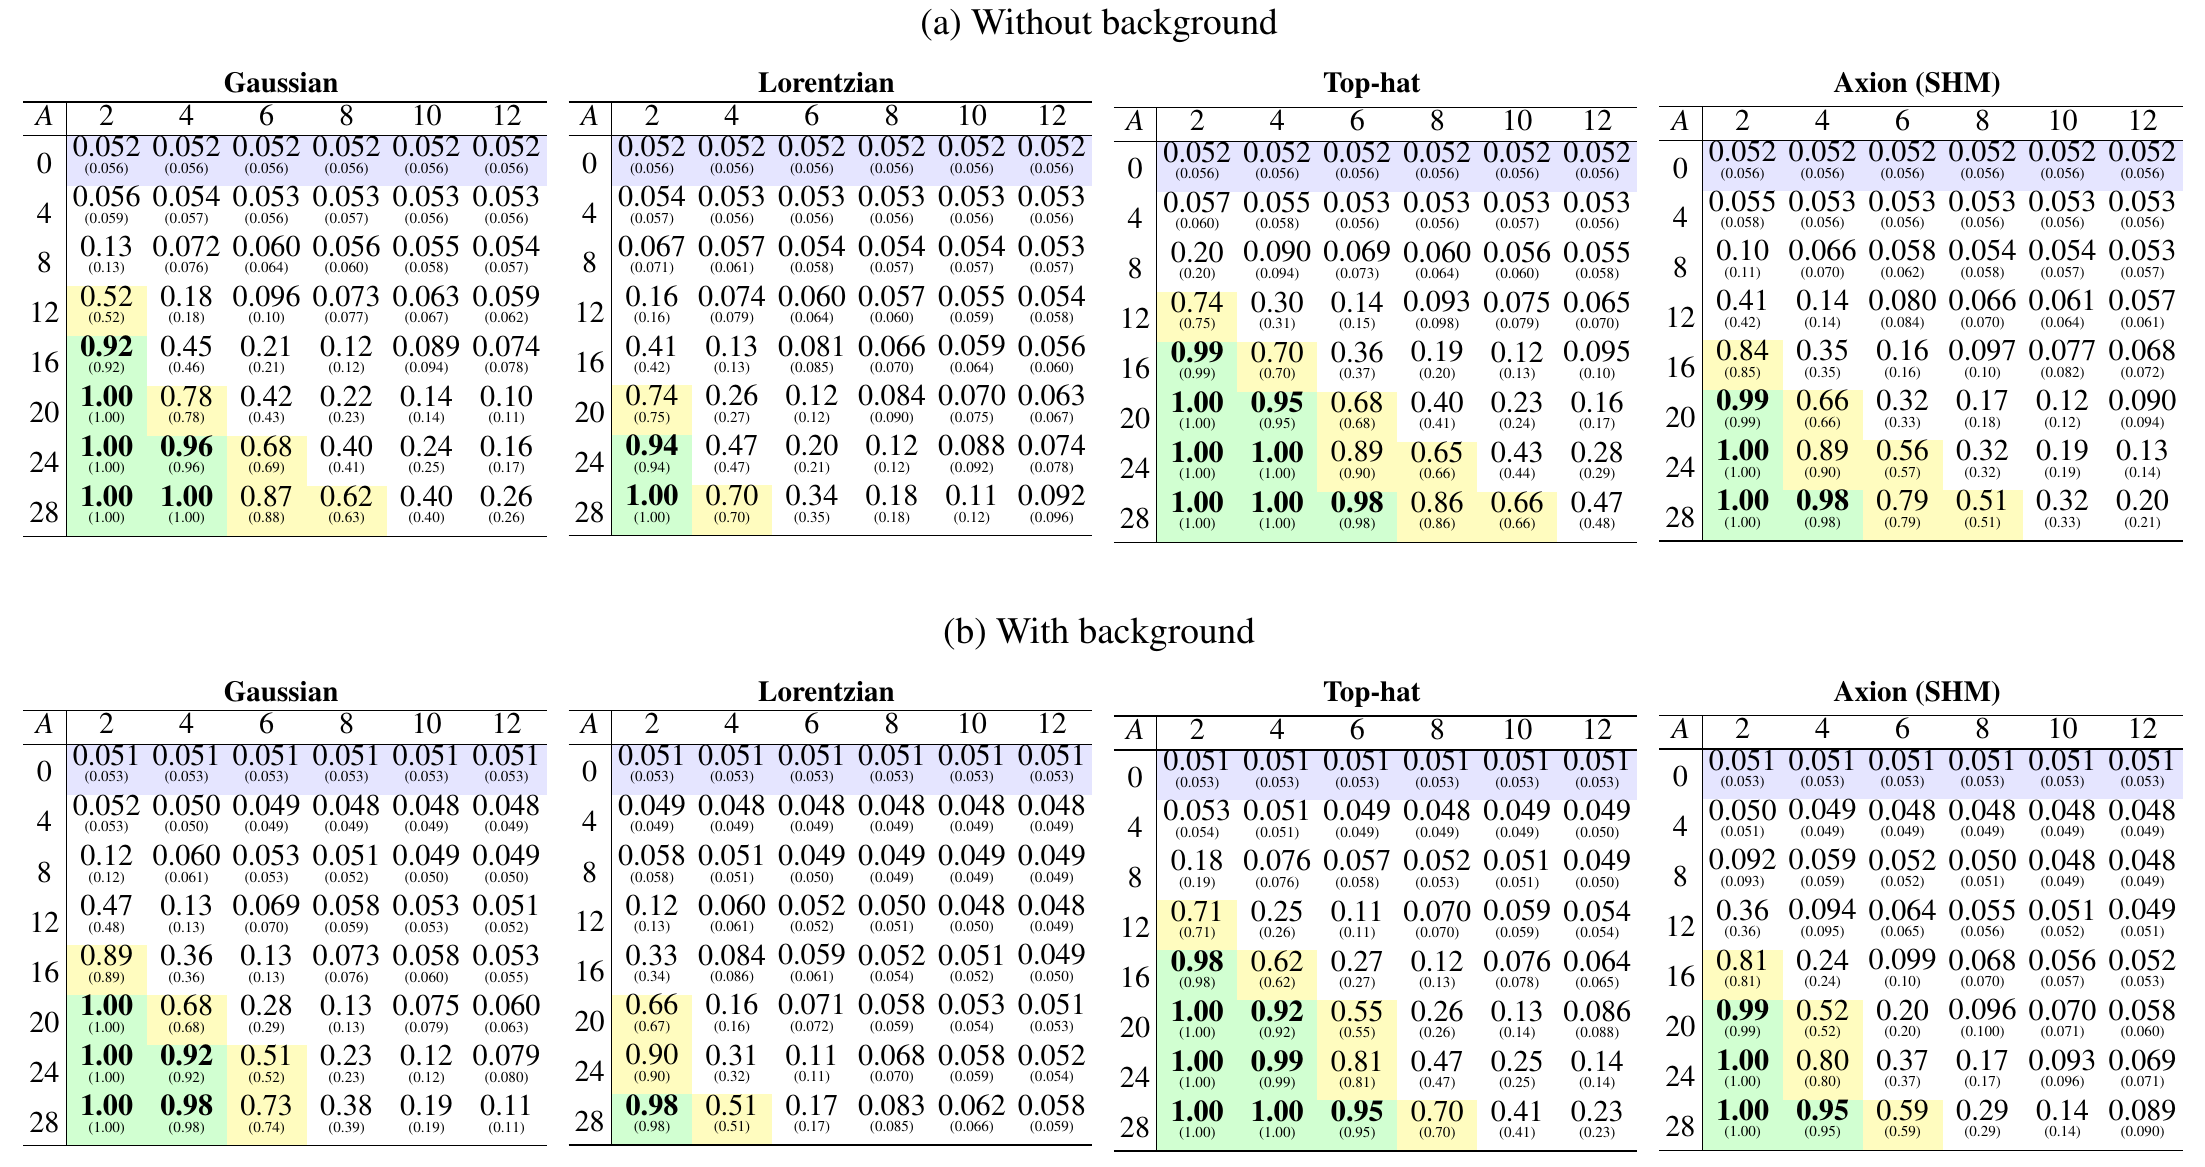 (a) Without background
Gaussian
A 2 4 6 8 10 12
0 0.052 0.052 0.052 0.052 0.052 0.052
(0.056) (0.056) (0.056) (0.056) (0.056) (0.056)
4 0.056 0.054 0.053 0.053 0.053 0.053
(0.059) (0.057) (0.056) (0.057) (0.056) (0.056)
8 0.13 0.072 0.060 0.056 0.055 0.054
(0.13) (0.076) (0.064) (0.060) (0.058) (0.057)
12 0.52 0.18 0.096 0.073 0.063 0.059
(0.52) (0.18) (0.10) (0.077) (0.067) (0.062)
16 0.92 0.45 0.21 0.12 0.089 0.074
(0.92) (0.46) (0.21) (0.12) (0.094) (0.078)
20 1.00 0.78 0.42 0.22 0.14 0.10
(1.00) (0.78) (0.43) (0.23) (0.14) (0.11)
24 1.00 0.96 0.68 0.40 0.24 0.16
(1.00) (0.96) (0.69) (0.41) (0.25) (0.17)
28 1.00 1.00 0.87 0.62 0.40 0.26
(1.00) (1.00) (0.88) (0.63) (0.40) (0.26)
Lorentzian
A 2 4 6 8 10 12
0 0.052 0.052 0.052 0.052 0.052 0.052
(0.056) (0.056) (0.056) (0.056) (0.056) (0.056)
4 0.054 0.053 0.053 0.053 0.053 0.053
(0.057) (0.056) (0.056) (0.056) (0.056) (0.056)
8 0.067 0.057 0.054 0.054 0.054 0.053
(0.071) (0.061) (0.058) (0.057) (0.057) (0.057)
12 0.16 0.074 0.060 0.057 0.055 0.054
(0.16) (0.079) (0.064) (0.060) (0.059) (0.058)
16 0.41 0.13 0.081 0.066 0.059 0.056
(0.42) (0.13) (0.085) (0.070) (0.064) (0.060)
20 0.74 0.26 0.12 0.084 0.070 0.063
(0.75) (0.27) (0.12) (0.090) (0.075) (0.067)
24 0.94 0.47 0.20 0.12 0.088 0.074
(0.94) (0.47) (0.21) (0.12) (0.092) (0.078)
28 1.00 0.70 0.34 0.18 0.11 0.092
(1.00) (0.70) (0.35) (0.18) (0.12) (0.096)
Top-hat
A 2 4 6 8 10 12
0 0.052 0.052 0.052 0.052 0.052 0.052
(0.056) (0.056) (0.056) (0.056) (0.056) (0.056)
4 0.057 0.055 0.053 0.053 0.053 0.053
(0.060) (0.058) (0.056) (0.056) (0.057) (0.056)
8 0.20 0.090 0.069 0.060 0.056 0.055
(0.20) (0.094) (0.073) (0.064) (0.060) (0.058)
12 0.74 0.30 0.14 0.093 0.075 0.065
(0.75) (0.31) (0.15) (0.098) (0.079) (0.070)
16 0.99 0.70 0.36 0.19 0.12 0.095
(0.99) (0.70) (0.37) (0.20) (0.13) (0.10)
20 1.00 0.95 0.68 0.40 0.23 0.16
(1.00) (0.95) (0.68) (0.41) (0.24) (0.17)
24 1.00 1.00 0.89 0.65 0.43 0.28
(1.00) (1.00) (0.90) (0.66) (0.44) (0.29)
28 1.00 1.00 0.98 0.86 0.66 0.47
(1.00) (1.00) (0.98) (0.86) (0.66) (0.48)
Axion (SHM)
A 2 4 6 8 10 12
0 0.052 0.052 0.052 0.052 0.052 0.052
(0.056) (0.056) (0.056) (0.056) (0.056) (0.056)
4 0.055 0.053 0.053 0.053 0.053 0.053
(0.058) (0.056) (0.056) (0.056) (0.056) (0.056)
8 0.10 0.066 0.058 0.054 0.054 0.053
(0.11) (0.070) (0.062) (0.058) (0.057) (0.057)
12 0.41 0.14 0.080 0.066 0.061 0.057
(0.42) (0.14) (0.084) (0.070) (0.064) (0.061)
16 0.84 0.35 0.16 0.097 0.077 0.068
(0.85) (0.35) (0.16) (0.10) (0.082) (0.072)
20 0.99 0.66 0.32 0.17 0.12 0.090
(0.99) (0.66) (0.33) (0.18) (0.12) (0.094)
24 1.00 0.89 0.56 0.32 0.19 0.13
(1.00) (0.90) (0.57) (0.32) (0.19) (0.14)
28 1.00 0.98 0.79 0.51 0.32 0.20
(1.00) (0.98) (0.79) (0.51) (0.33) (0.21)
(b) With background
Gaussian
A 2 4 6 8 10 12
0 0.051 0.051 0.051 0.051 0.051 0.051
(0.053) (0.053) (0.053) (0.053) (0.053) (0.053)
4 0.052 0.050 0.049 0.048 0.048 0.048
(0.053) (0.050) (0.049) (0.049) (0.049) (0.049)
8 0.12 0.060 0.053 0.051 0.049 0.049
(0.12) (0.061) (0.053) (0.052) (0.050) (0.050)
12 0.47 0.13 0.069 0.058 0.053 0.051
(0.48) (0.13) (0.070) (0.059) (0.053) (0.052)
16 0.89 0.36 0.13 0.073 0.058 0.053
(0.89) (0.36) (0.13) (0.076) (0.060) (0.055)
20 1.00 0.68 0.28 0.13 0.075 0.060
(1.00) (0.68) (0.29) (0.13) (0.079) (0.063)
24 1.00 0.92 0.51 0.23 0.12 0.079
(1.00) (0.92) (0.52) (0.23) (0.12) (0.080)
28 1.00 0.98 0.73 0.38 0.19 0.11
(1.00) (0.98) (0.74) (0.39) (0.19) (0.11)
Lorentzian
A 2 4 6 8 10 12
0 0.051 0.051 0.051 0.051 0.051 0.051
(0.053) (0.053) (0.053) (0.053) (0.053) (0.053)
4 0.049 0.048 0.048 0.048 0.048 0.048
(0.049) (0.049) (0.049) (0.049) (0.049) (0.049)
8 0.058 0.051 0.049 0.049 0.049 0.049
(0.058) (0.051) (0.050) (0.049) (0.049) (0.049)
12 0.12 0.060 0.052 0.050 0.048 0.048
(0.13) (0.061) (0.052) (0.051) (0.050) (0.049)
16 0.33 0.084 0.059 0.052 0.051 0.049
(0.34) (0.086) (0.061) (0.054) (0.052) (0.050)
20 0.66 0.16 0.071 0.058 0.053 0.051
(0.67) (0.16) (0.072) (0.059) (0.054) (0.053)
24 0.90 0.31 0.11 0.068 0.058 0.052
(0.90) (0.32) (0.11) (0.070) (0.059) (0.054)
28 0.98 0.51 0.17 0.083 0.062 0.058
(0.98) (0.51) (0.17) (0.085) (0.066) (0.059)
Top-hat
A 2 4 6 8 10 12
0 0.051 0.051 0.051 0.051 0.051 0.051
(0.053) (0.053) (0.053) (0.053) (0.053) (0.053)
4 0.053 0.051 0.049 0.048 0.049 0.049
(0.054) (0.051) (0.049) (0.049) (0.049) (0.050)
8 0.18 0.076 0.057 0.052 0.051 0.049
(0.19) (0.076) (0.058) (0.053) (0.051) (0.050)
12 0.71 0.25 0.11 0.070 0.059 0.054
(0.71) (0.26) (0.11) (0.070) (0.059) (0.054)
16 0.98 0.62 0.27 0.12 0.076 0.064
(0.98) (0.62) (0.27) (0.13) (0.078) (0.065)
20 1.00 0.92 0.55 0.26 0.13 0.086
(1.00) (0.92) (0.55) (0.26) (0.14) (0.088)
24 1.00 0.99 0.81 0.47 0.25 0.14
(1.00) (0.99) (0.81) (0.47) (0.25) (0.14)
28 1.00 1.00 0.95 0.70 0.41 0.23
(1.00) (1.00) (0.95) (0.70) (0.41) (0.23)
Axion (SHM)
A 2 4 6 8 10 12
0 0.051 0.051 0.051 0.051 0.051 0.051
(0.053) (0.053) (0.053) (0.053) (0.053) (0.053)
4 0.050 0.049 0.048 0.048 0.048 0.048
(0.051) (0.049) (0.049) (0.049) (0.049) (0.049)
8 0.092 0.059 0.052 0.050 0.048 0.048
(0.093) (0.059) (0.052) (0.051) (0.049) (0.049)
12 0.36 0.094 0.064 0.055 0.051 0.049
(0.36) (0.095) (0.065) (0.056) (0.052) (0.051)
16 0.81 0.24 0.099 0.068 0.056 0.052
(0.81) (0.24) (0.10) (0.070) (0.057) (0.053)
20 0.99 0.52 0.20 0.096 0.070 0.058
(0.99) (0.52) (0.20) (0.100) (0.071) (0.060)
24 1.00 0.80 0.37 0.17 0.093 0.069
(1.00) (0.80) (0.37) (0.17) (0.096) (0.071)
28 1.00 0.95 0.59 0.29 0.14 0.089
(1.00) (0.95) (0.59) (0.29) (0.14) (0.090)